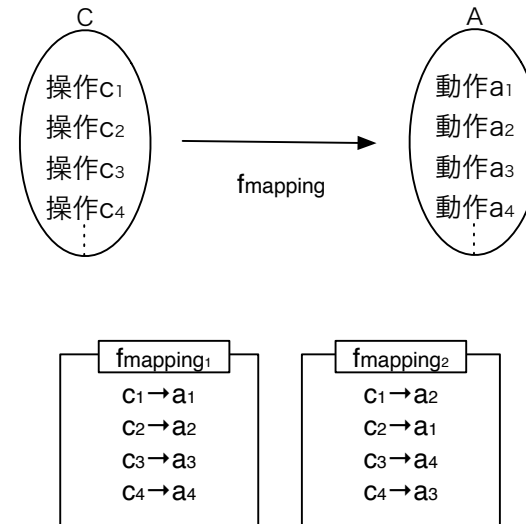 C
A
操作c₁
操作c₂
操作c₃
操作c₄
動作a₁
動作a₂
動作a₃
動作a₄
fmapping
fmapping₁
c₁→a₁
c₂→a₂
c₃→a₃
c₄→a₄
fmapping₂
c₁→a₂
c₂→a₁
c₃→a₄
c₄→a₃